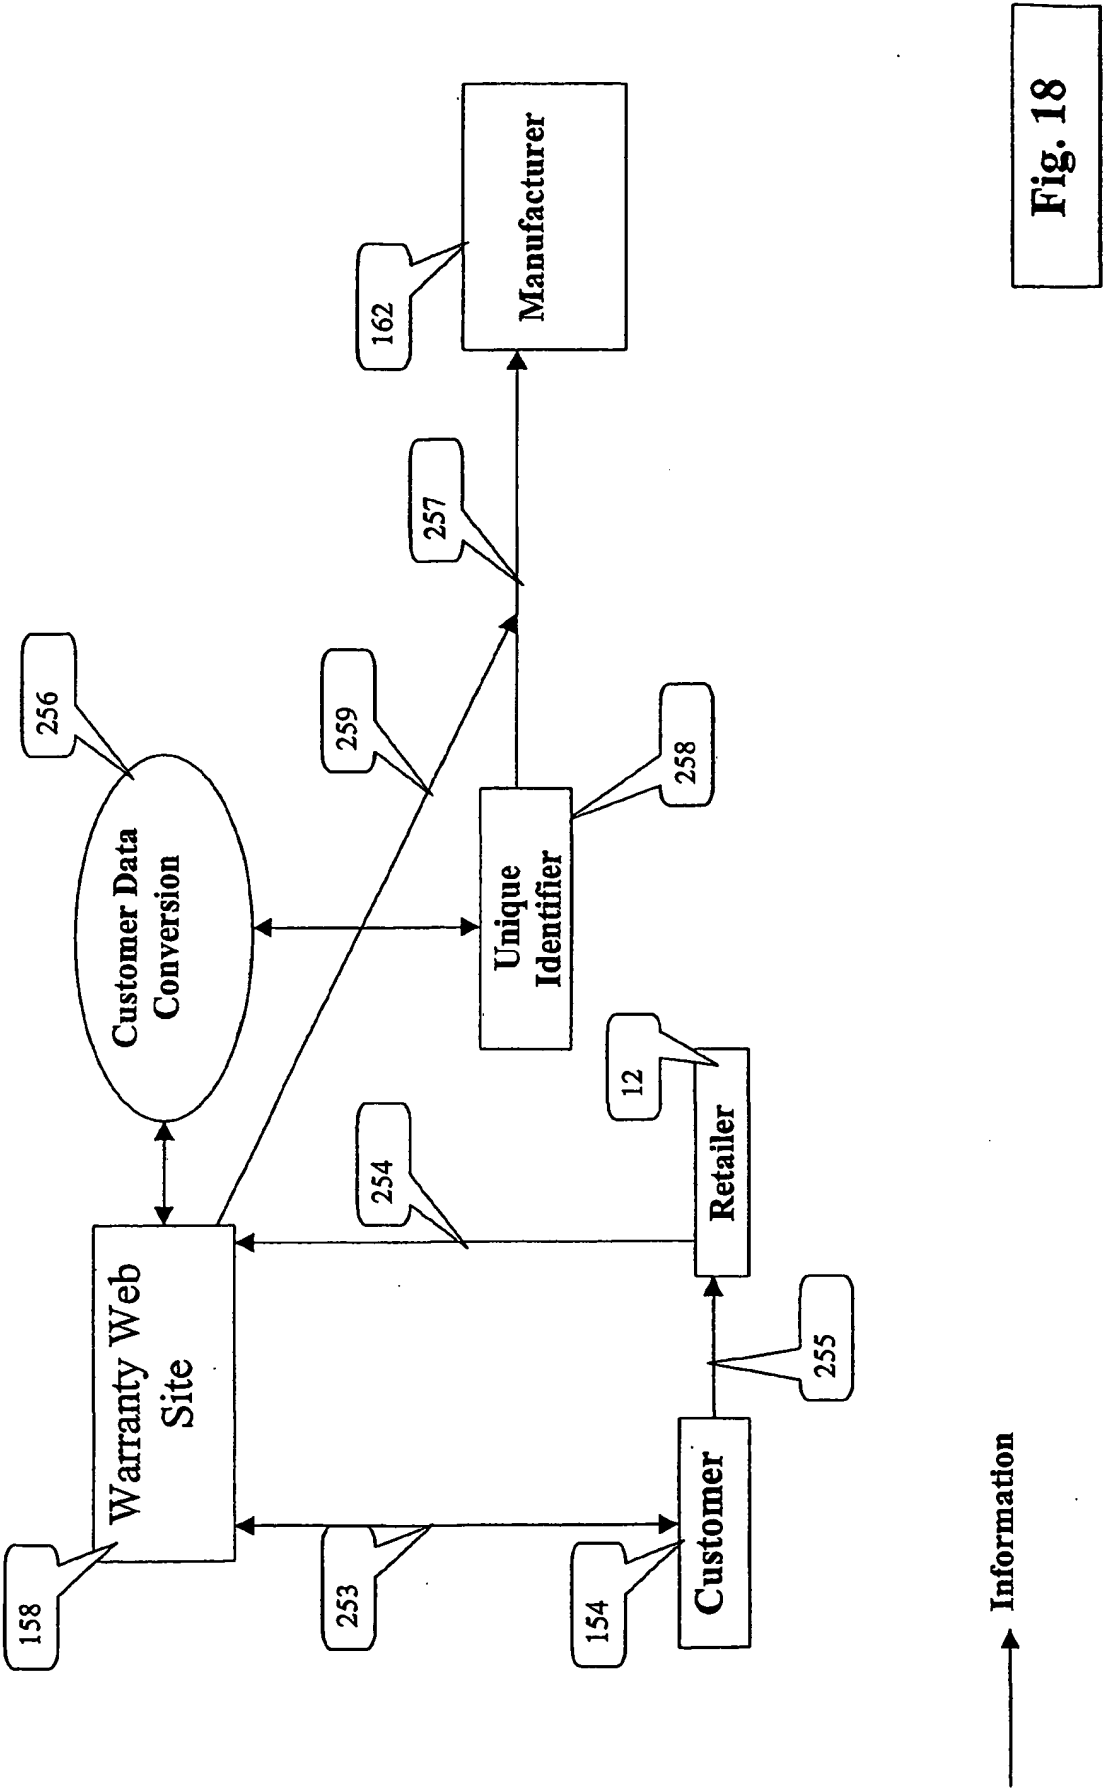 158
Warranty Web
Site
256
Customer Data
Conversion
253
254
259
257
162
Manufacturer
Unique
Identifier
258
154
Customer
255
12
Retailer
Information
Fig. 18